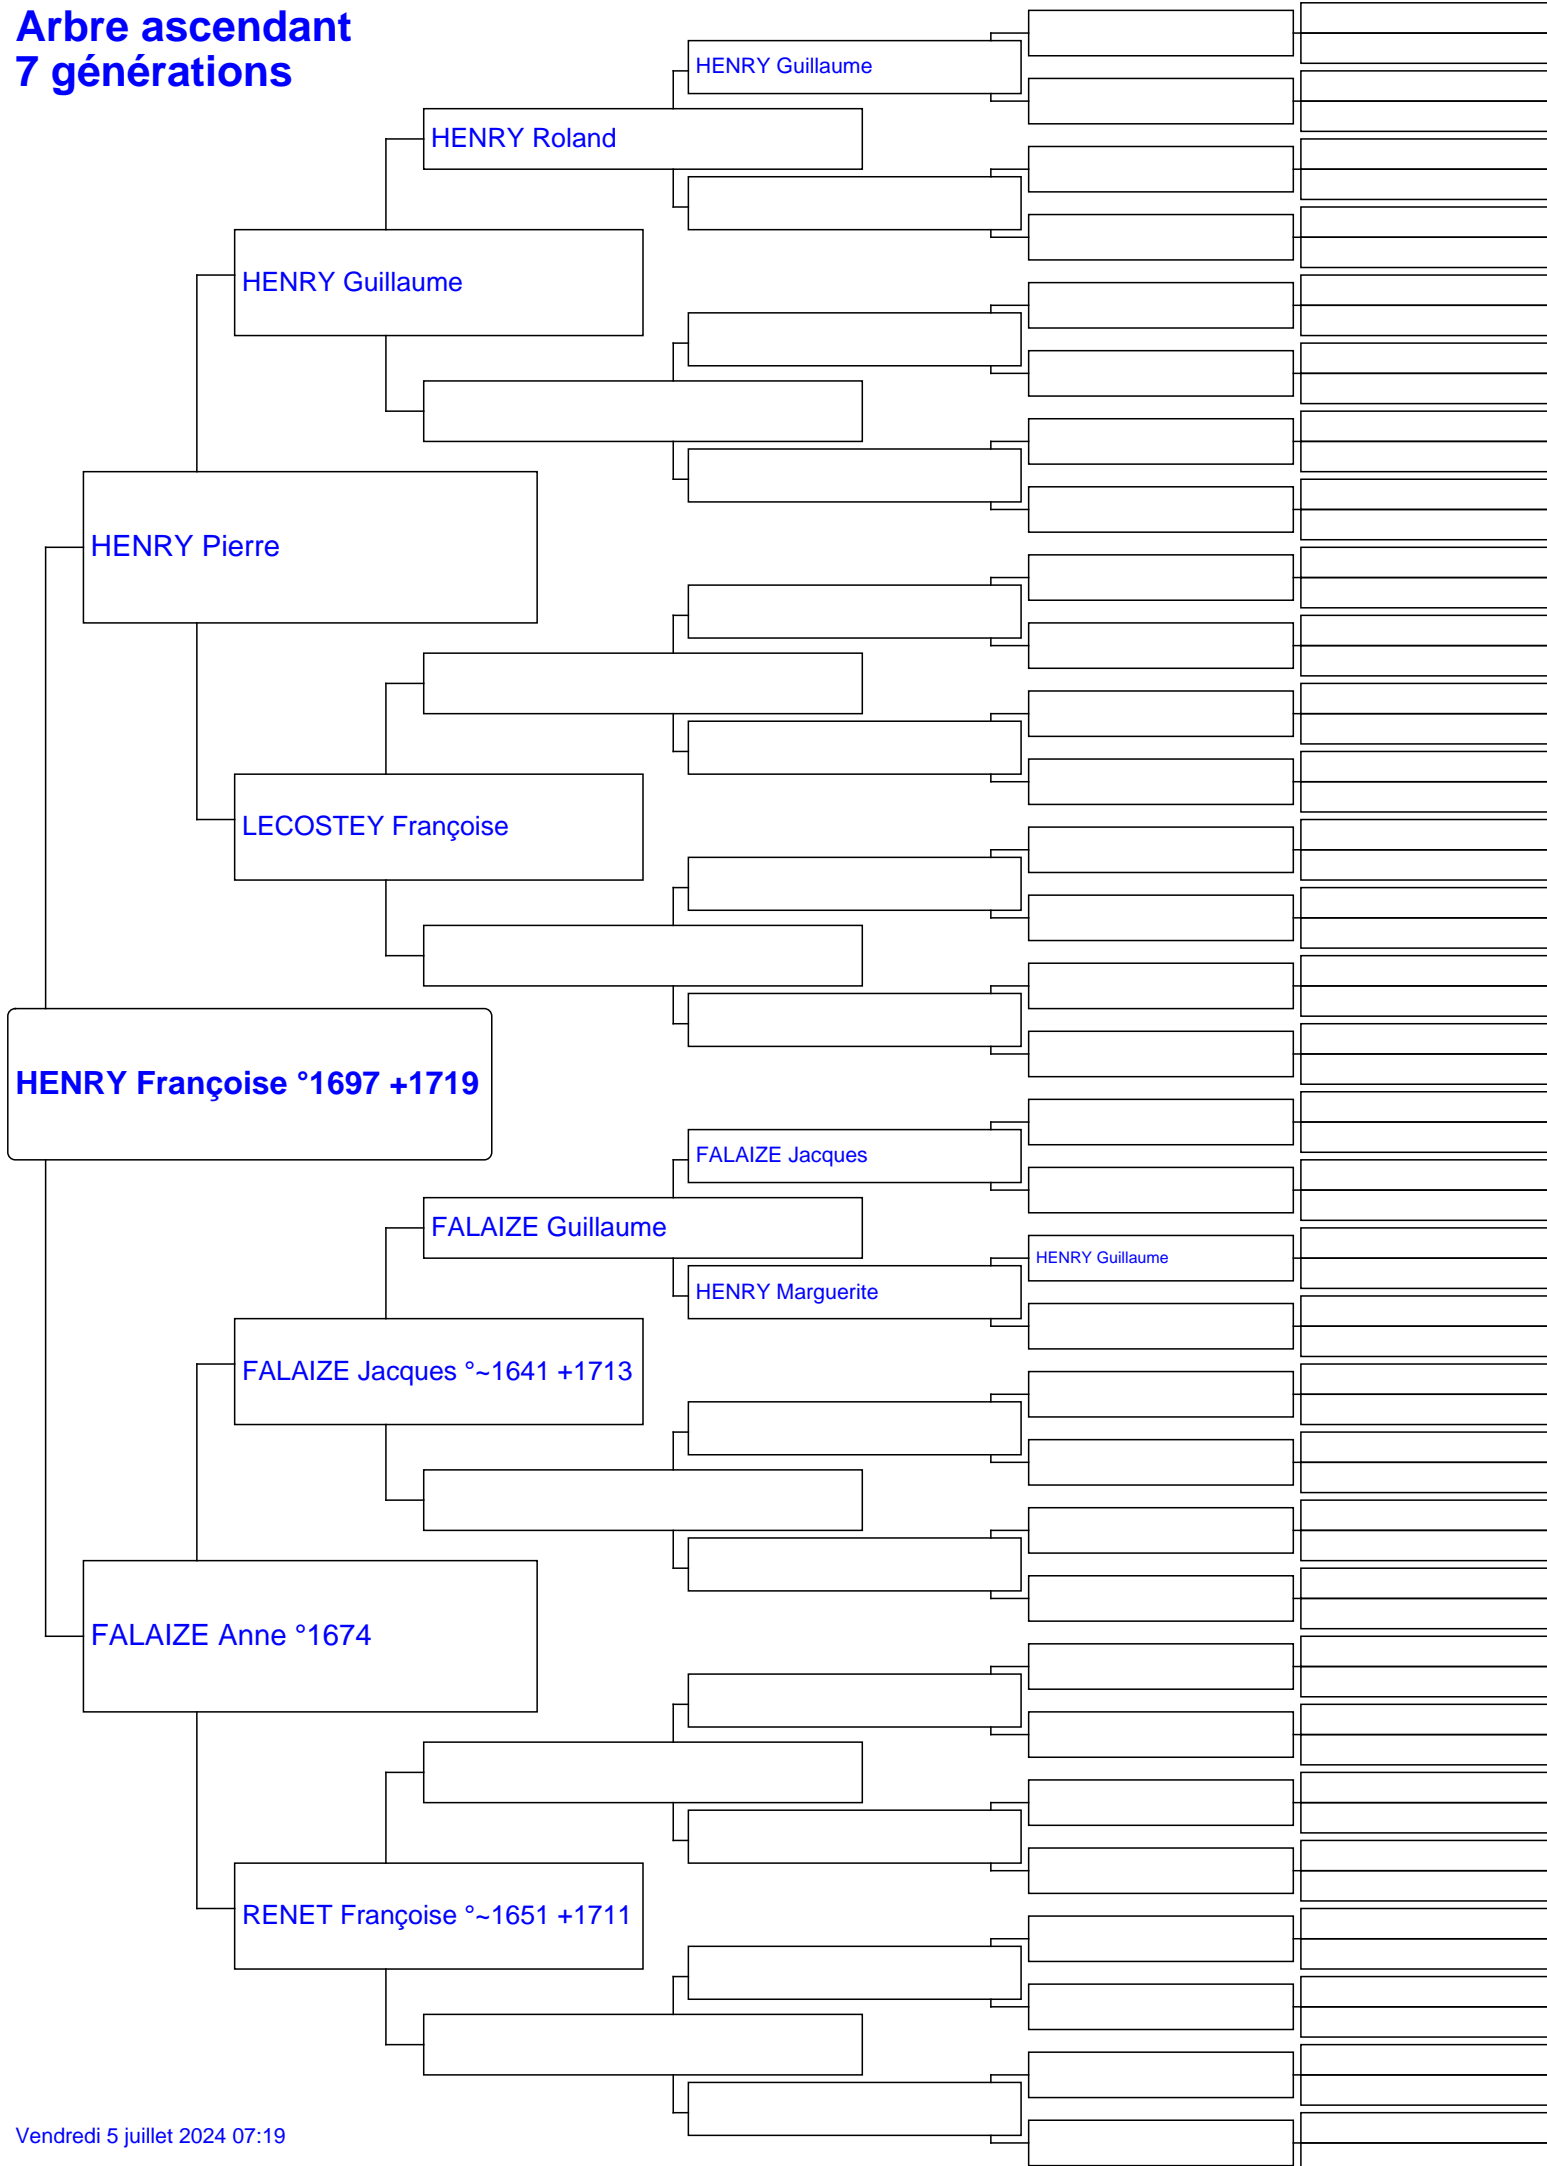 Arbre ascendant
7 générations
HENRY Guillaume
HENRY Roland
HENRY Guillaume
HENRY Pierre
LECOSTEY Françoise
HENRY Françoise °1697 +1719
FALAIZE Jacques
FALAIZE Guillaume
HENRY Guillaume
HENRY Marguerite
FALAIZE Jacques °~1641 +1713
FALAIZE Anne °1674
RENET Françoise °~1651 +1711
Vendredi 5 juillet 2024 07:19